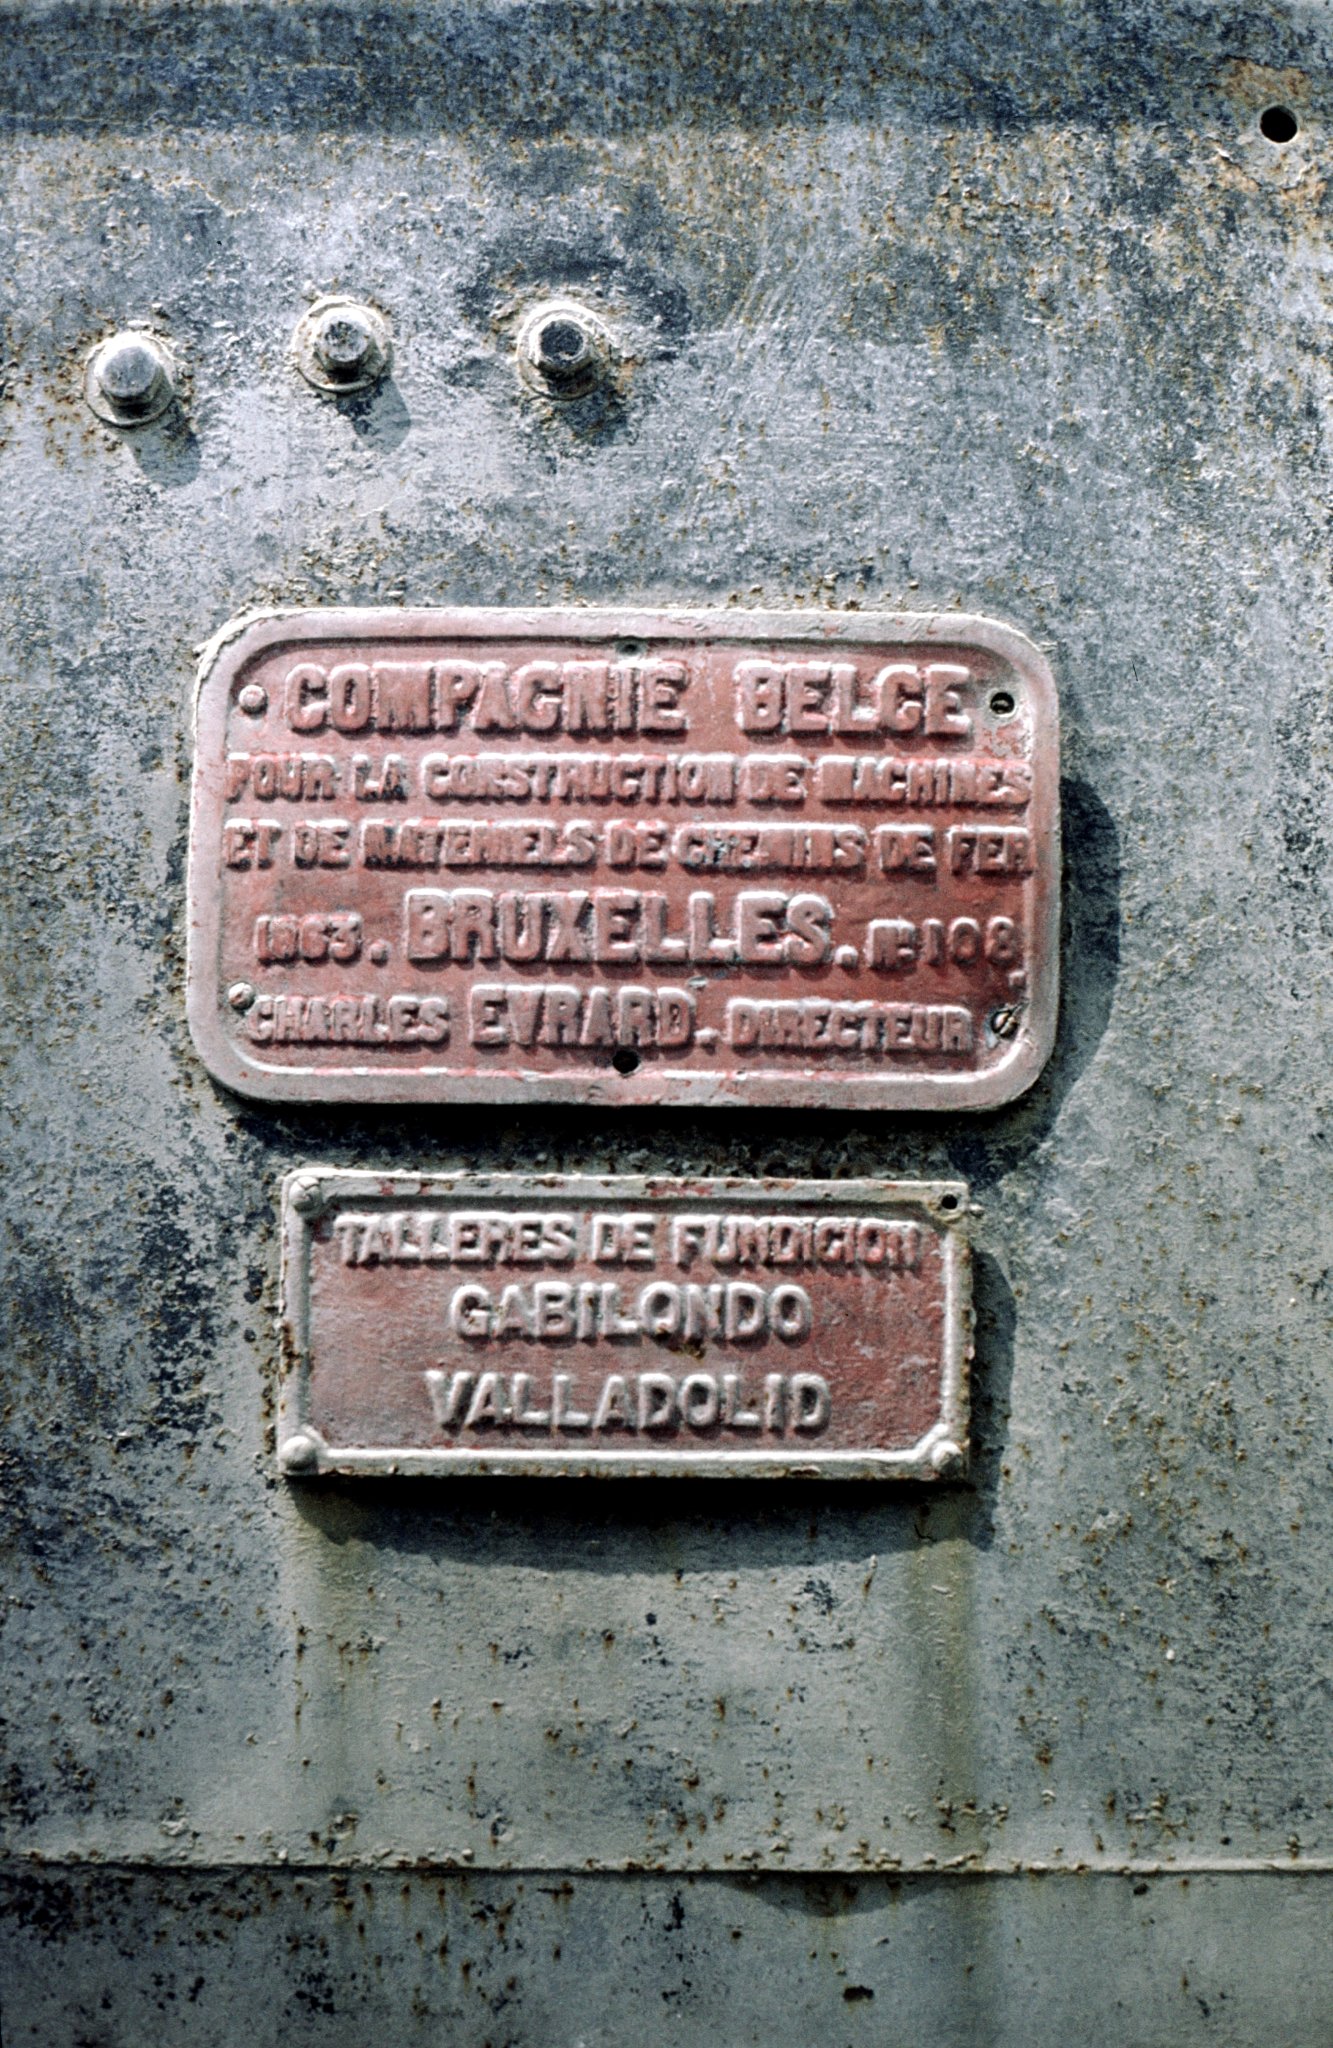 COMPAGNIE BELGE
POUR LA CONSTRUCTION DE MACHINES
ET DE MATERIELS DE CHEMINS DE FER
1863. BRUXELLES. Nº 108
CHARLES EVRARD. DIRECTEUR
TALLERES DE FUNDICION
GABILONDO
VALLADOLID